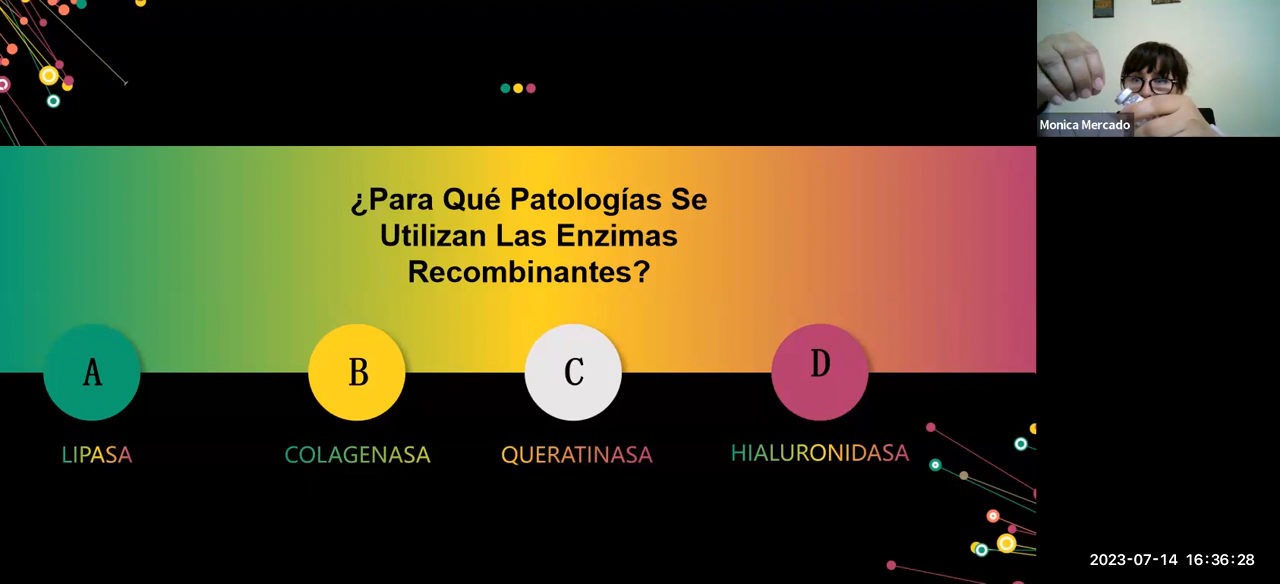 Monica Mercado
¿Para Qué Patologías Se
Utilizan Las Enzimas
Recombinantes?
A
B
C
D
LIPASA
COLAGENASA
QUERATINASA
HIALURONIDASA
2023-07-14 16:36:28